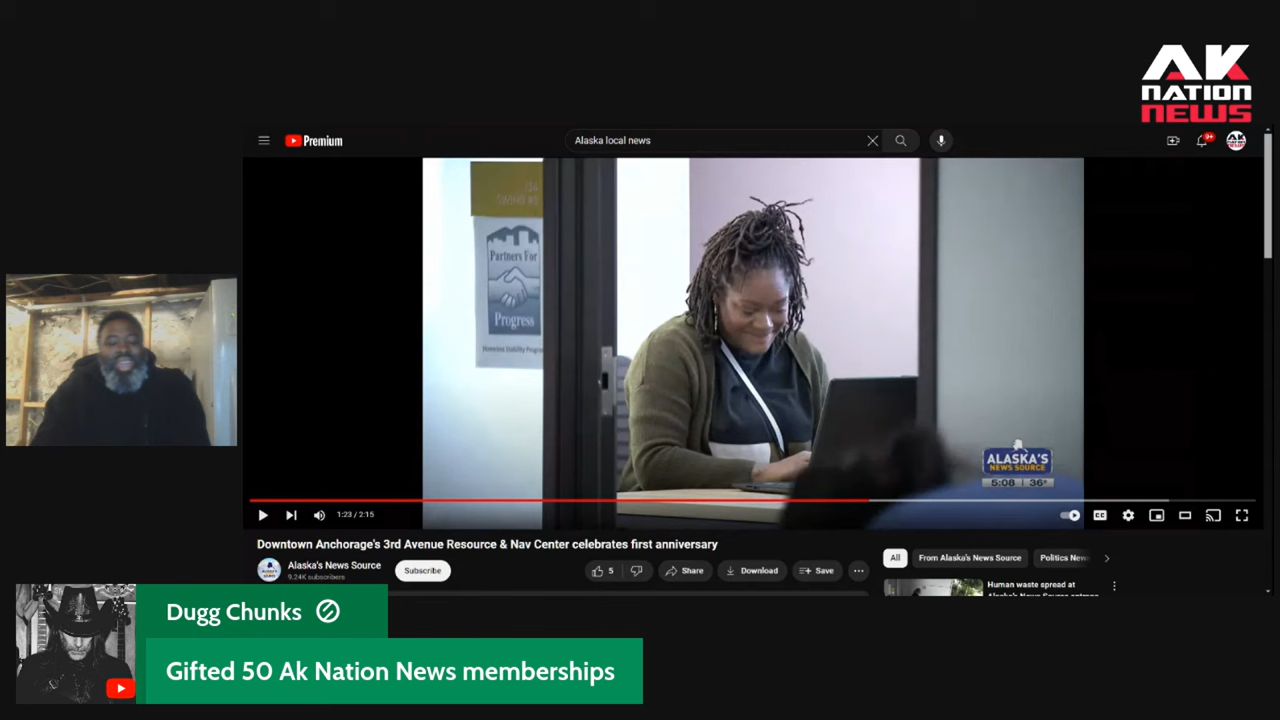 AK
NATION
NEWS
Premium
Alaska local news
9+
Partners For
Progress
ALASKA'S
NEWS SOURCE
5:08 36°
1:23 / 2:15
CC
Downtown Anchorage's 3rd Avenue Resource & Nav Center celebrates first anniversary
Alaska's News Source
9.24K subscribers
Subscribe
5
Share
Download
Save
All
From Alaska's News Source
Politics News
Human waste spread at
Dugg Chunks
Gifted 50 Ak Nation News memberships